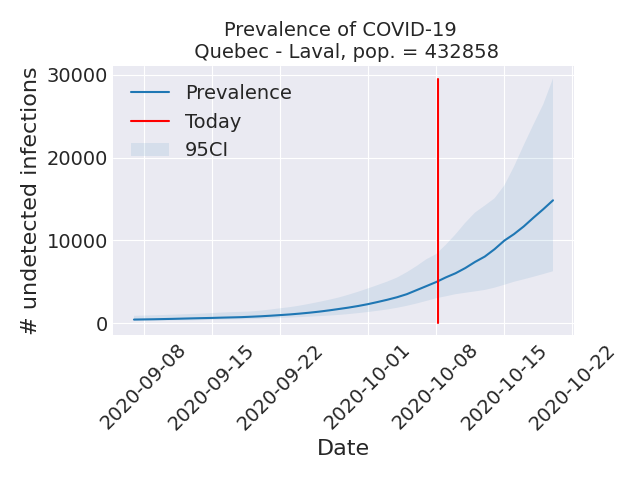 Prevalence of COVID-19
Quebec - Laval, pop. = 432858
# undetected infections
30000
20000
10000
0
Prevalence
Today
95CI
2020-09-08
2020-09-15
2020-09-22
2020-10-01
2020-10-08
2020-10-15
2020-10-22
Date